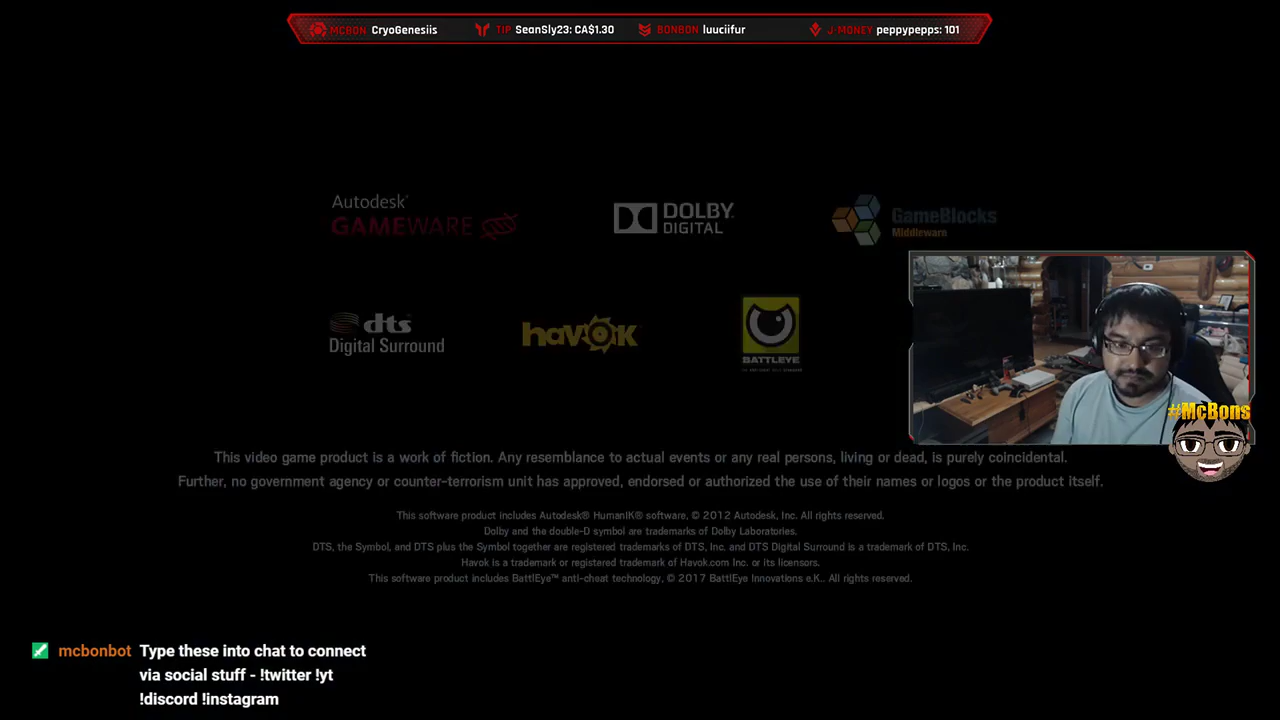 MCBON CryoGenesiis TIP SeanSly23: CA$1.30 BONBON luuciifur J-MONEY peppypepps: 101
Autodesk®
GAMEWARE
DOLBY
DIGITAL
GameBlocks
Middleware
dts
Digital Surround
havok
BATTLEYE
#McBons
This video game product is a work of fiction. Any resemblance to actual events or any real persons, living or dead, is purely coincidental.
Further, no government agency or counter-terrorism unit has approved, endorsed or authorized the use of their names or logos or the product itself.
This software product includes Autodesk® HumanIK® software, © 2012 Autodesk, Inc. All rights reserved.
Dolby and the double-D symbol are trademarks of Dolby Laboratories.
DTS, the Symbol, and DTS plus the Symbol together are registered trademarks of DTS, Inc. and DTS Digital Surround is a trademark of DTS, Inc.
Havok is a trademark or registered trademark of Havok.com Inc. or its licensors.
This software product includes BattlEye™ anti-cheat technology, © 2017 BattlEye Innovations e.K.. All rights reserved.
mcbonbot Type these into chat to connect
via social stuff - !twitter !yt
!discord !instagram